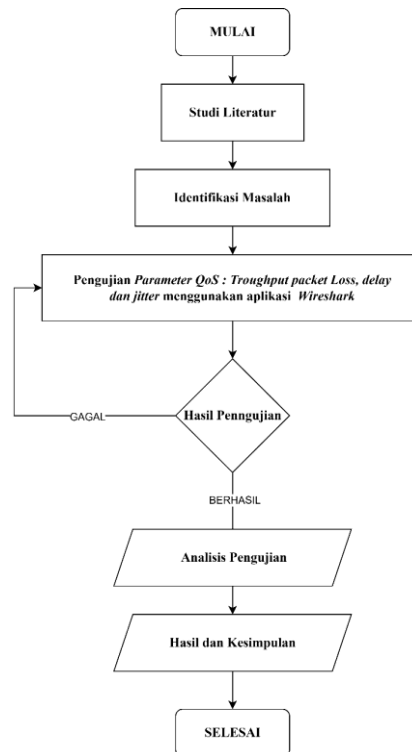 MULAI
Studi Literatur
Identifikasi Masalah
Pengujian Parameter QoS : Troughput packet Loss, delay
dan jitter menggunakan aplikasi Wireshark
Hasil Penngujian
GAGAL
BERHASIL
Analisis Pengujian
Hasil dan Kesimpulan
SELESAI